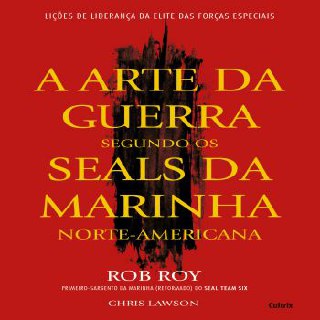 LIÇÕES DE LIDERANÇA DA ELITE DAS FORÇAS ESPECIAIS
A ARTE DA
GUERRA
SEGUNDO OS
SEALS DA
MARINHA
NORTE-AMERICANA
ROB ROY
PRIMEIRO-SARGENTO DA MARINHA (REFORMADO) DO SEAL TEAM SIX
CHRIS LAWSON
Cultrix